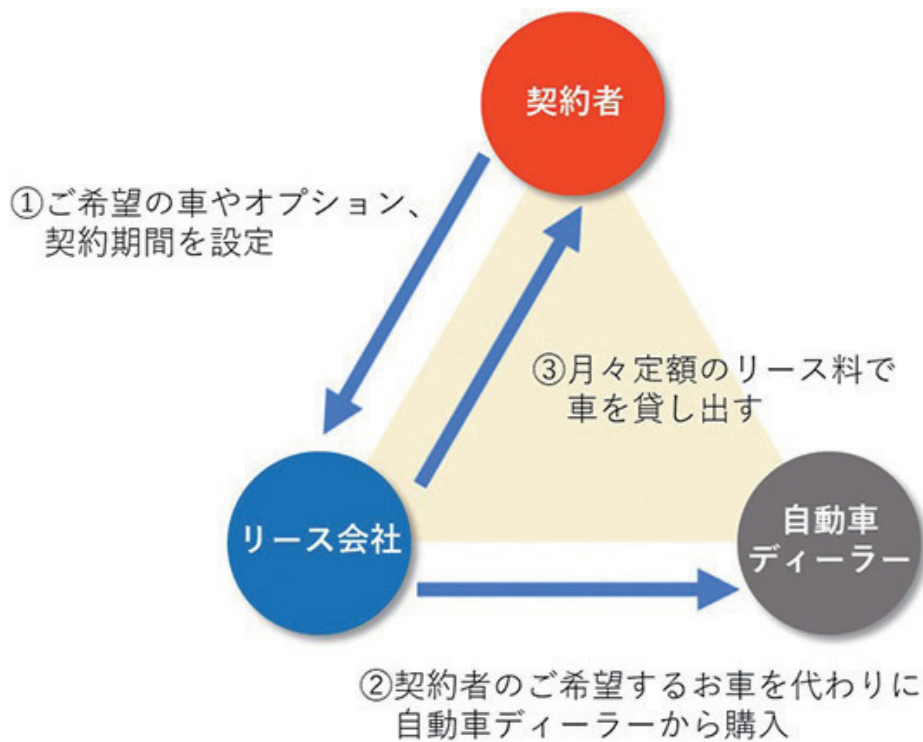 契約者
①ご希望の車やオプション、
契約期間を設定
③月々定額のリース料で
車を貸し出す
リース会社
自動車
ディーラー
②契約者のご希望するお車を代わりに
自動車ディーラーから購入